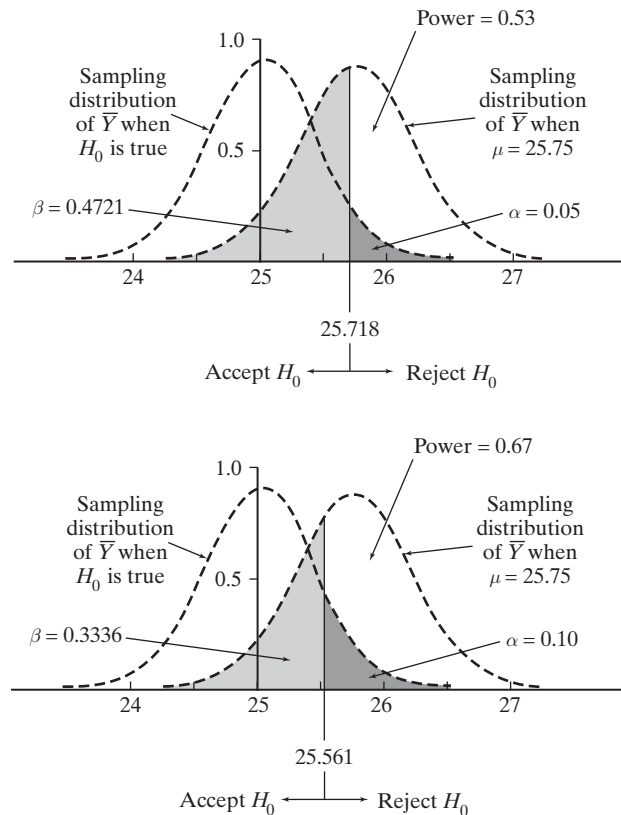 Power = 0.53
1.0
Sampling
distribution
of Y̅ when
H₀ is true
Sampling
distribution
of Y̅ when
μ = 25.75
0.5
β = 0.4721
α = 0.05
24
25
26
27
25.718
Accept H₀
Reject H₀
Power = 0.67
1.0
Sampling
distribution
of Y̅ when
H₀ is true
Sampling
distribution
of Y̅ when
μ = 25.75
0.5
β = 0.3336
α = 0.10
24
25
26
27
25.561
Accept H₀
Reject H₀